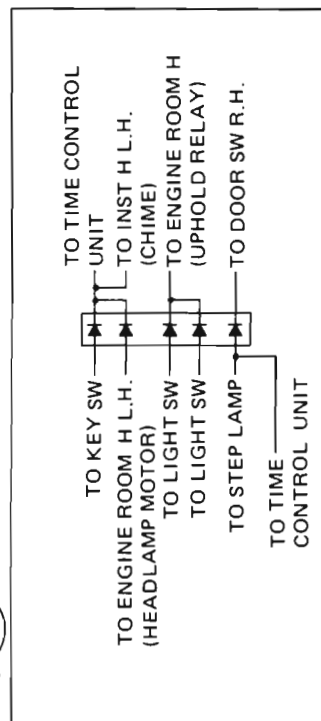 TO KEY SW
TO ENGINE ROOM H L.H.
(HEADLAMP MOTOR)
TO LIGHT SW
TO LIGHT SW
TO STEP LAMP
TO TIME
CONTROL UNIT
TO TIME CONTROL
UNIT
TO INST H L.H.
(CHIME)
TO ENGINE ROOM H
(UPHOLD RELAY)
TO DOOR SW R.H.